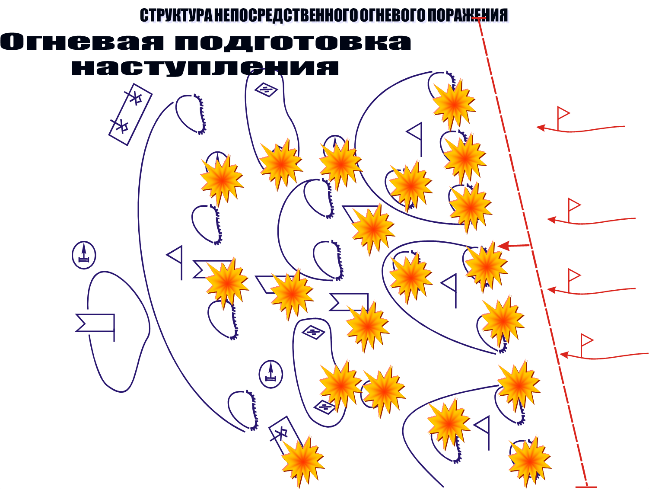 СТРУКТУРА НЕПОСРЕДСТВЕННОГО ОГНЕВОГО ПОРАЖЕНИЯ
Огневая подготовка
наступления